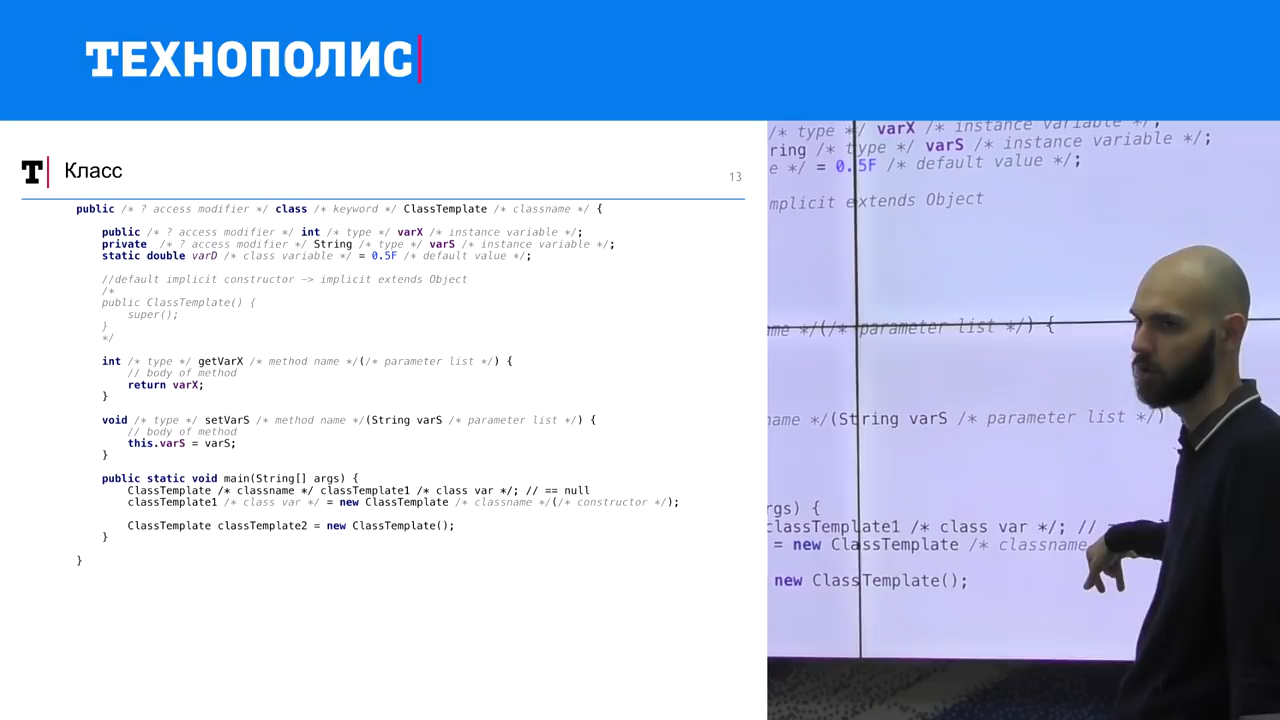 ТЕХНОПОЛИС
Т Класс
13
public /* ? access modifier */ class /* keyword */ ClassTemplate /* classname */ {
public /* ? access modifier */ int /* type */ varX /* instance variable */;
private /* ? access modifier */ String /* type */ varS /* instance variable */;
static double varD /* class variable */ = 0.5F /* default value */;
//default implicit constructor -> implicit extends Object
/*
public ClassTemplate() {
super();
}
*/
int /* type */ getVarX /* method name */(/* parameter list */) {
// body of method
return varX;
}
void /* type */ setVarS /* method name */(String varS /* parameter list */) {
// body of method
this.varS = varS;
}
public static void main(String[] args) {
ClassTemplate /* classname */ classTemplate1 /* class var */; // == null
classTemplate1 /* class var */ = new ClassTemplate /* classname */(/* constructor */);
ClassTemplate classTemplate2 = new ClassTemplate();
}
}
/* type */ varX /* instance variable */;
ring /* type */ varS /* instance variable */;
e */ = 0.5F /* default value */;
mplicit extends Object
me */(/* parameter list */) {
name */(String varS /* parameter list */)
rgs) {
classTemplate1 /* class var */; //
= new ClassTemplate /* classname
new ClassTemplate();